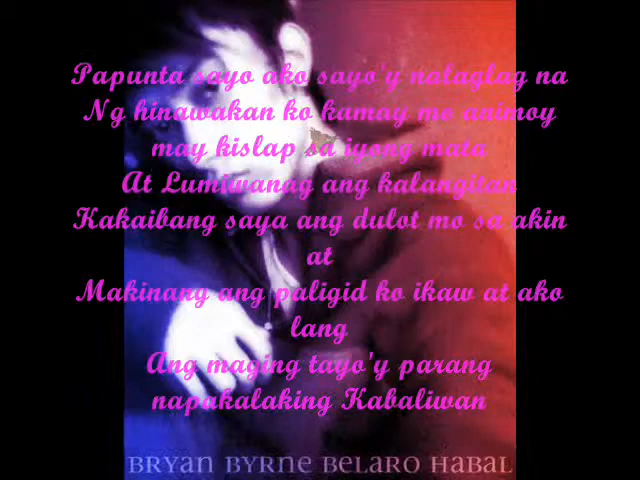 Papunta sayo ako sayo'y nalaglag na
Ng hinawakan ko kamay mo animoy
may kislap sa iyong mata
At Lumiwanag ang kalangitan
Kakaibang saya ang dulot mo sa akin
at
Makinang ang paligid ko ikaw at ako
lang
Ang maging tayo'y parang
napakalaking Kabaliwan
BRYAN BYRNE BELARO HABAL